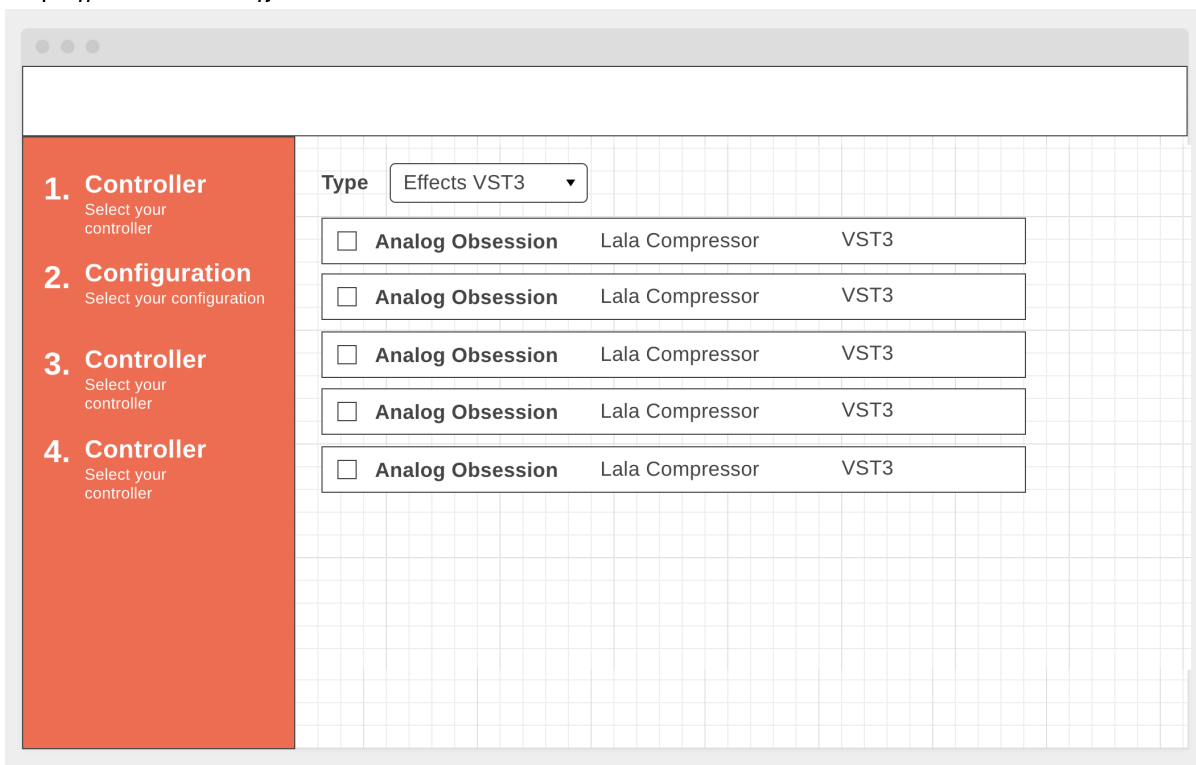 1. Controller
Select your
controller
2. Configuration
Select your configuration
3. Controller
Select your
controller
4. Controller
Select your
controller
Type Effects VST3
Analog Obsession Lala Compressor VST3
Analog Obsession Lala Compressor VST3
Analog Obsession Lala Compressor VST3
Analog Obsession Lala Compressor VST3
Analog Obsession Lala Compressor VST3